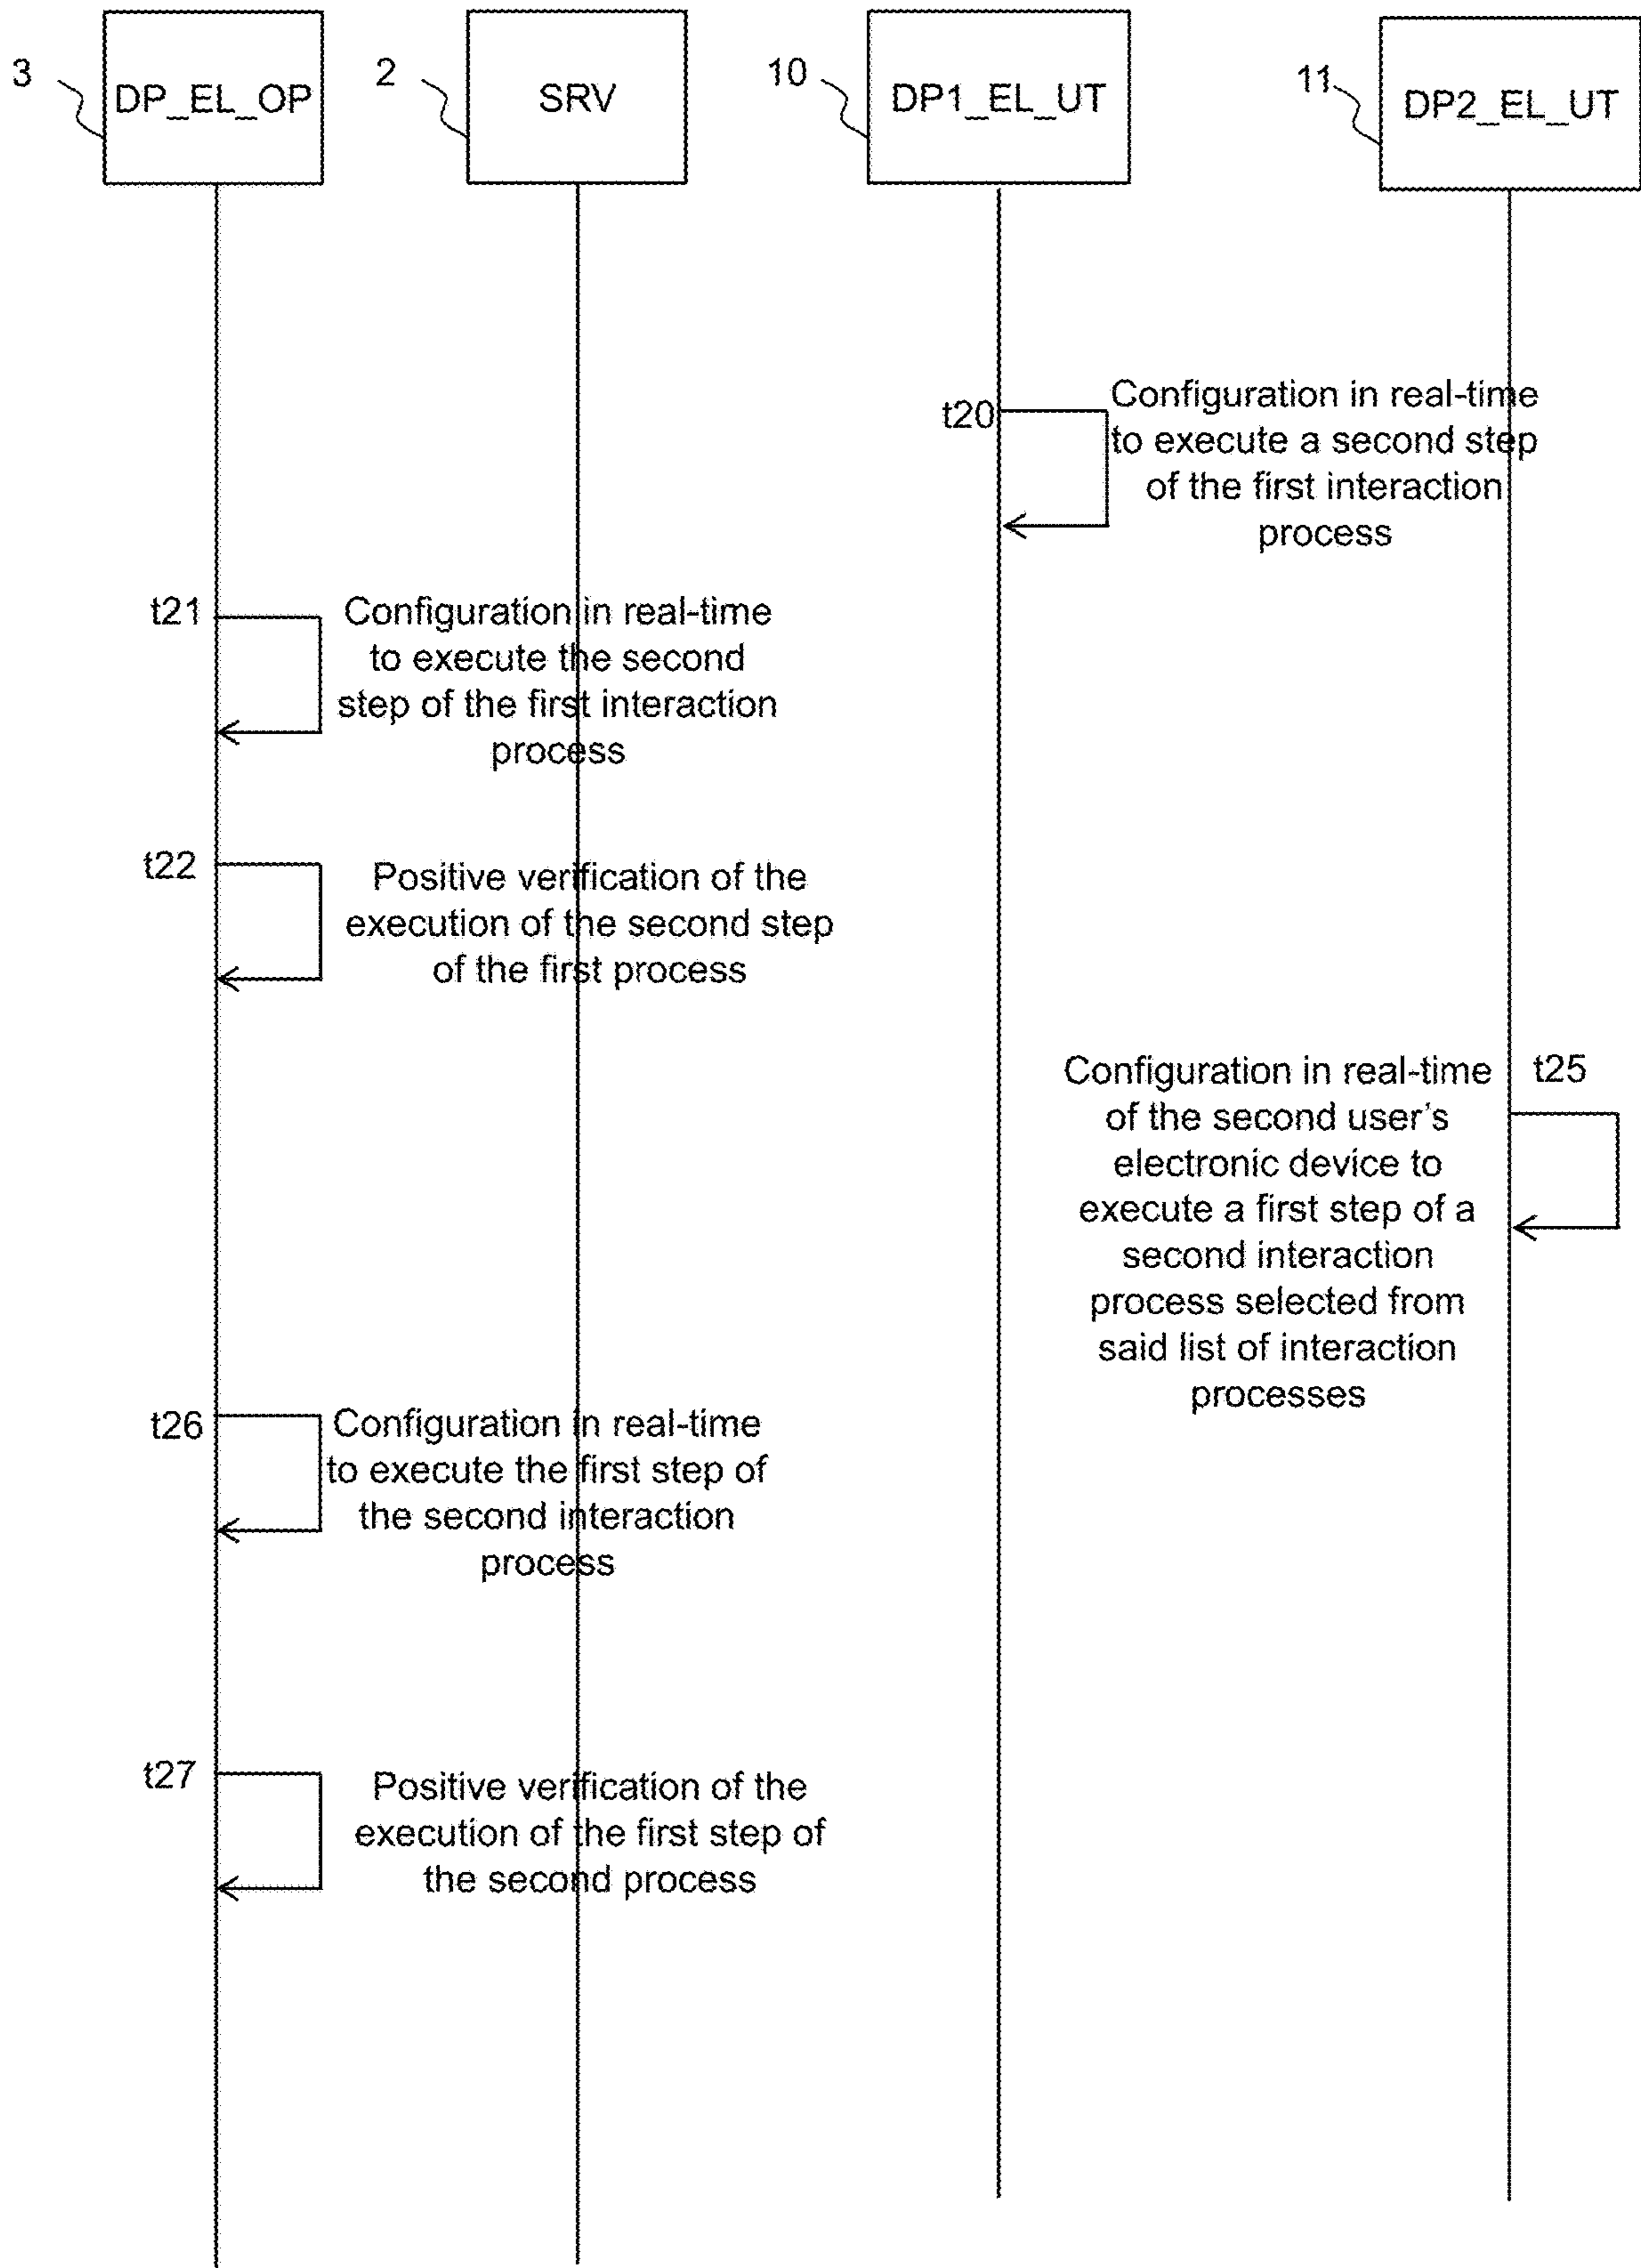 3
DP_EL_OP
2
SRV
10
DP1_EL_UT
11
DP2_EL_UT
t20
Configuration in real-time
to execute a second step
of the first interaction
process
t21
Configuration in real-time
to execute the second
step of the first interaction
process
t22
Positive verification of the
execution of the second step
of the first process
t25
Configuration in real-time
of the second user's
electronic device to
execute a first step of a
second interaction
process selected from
said list of interaction
processes
t26
Configuration in real-time
to execute the first step of
the second interaction
process
t27
Positive verification of the
execution of the first step of
the second process